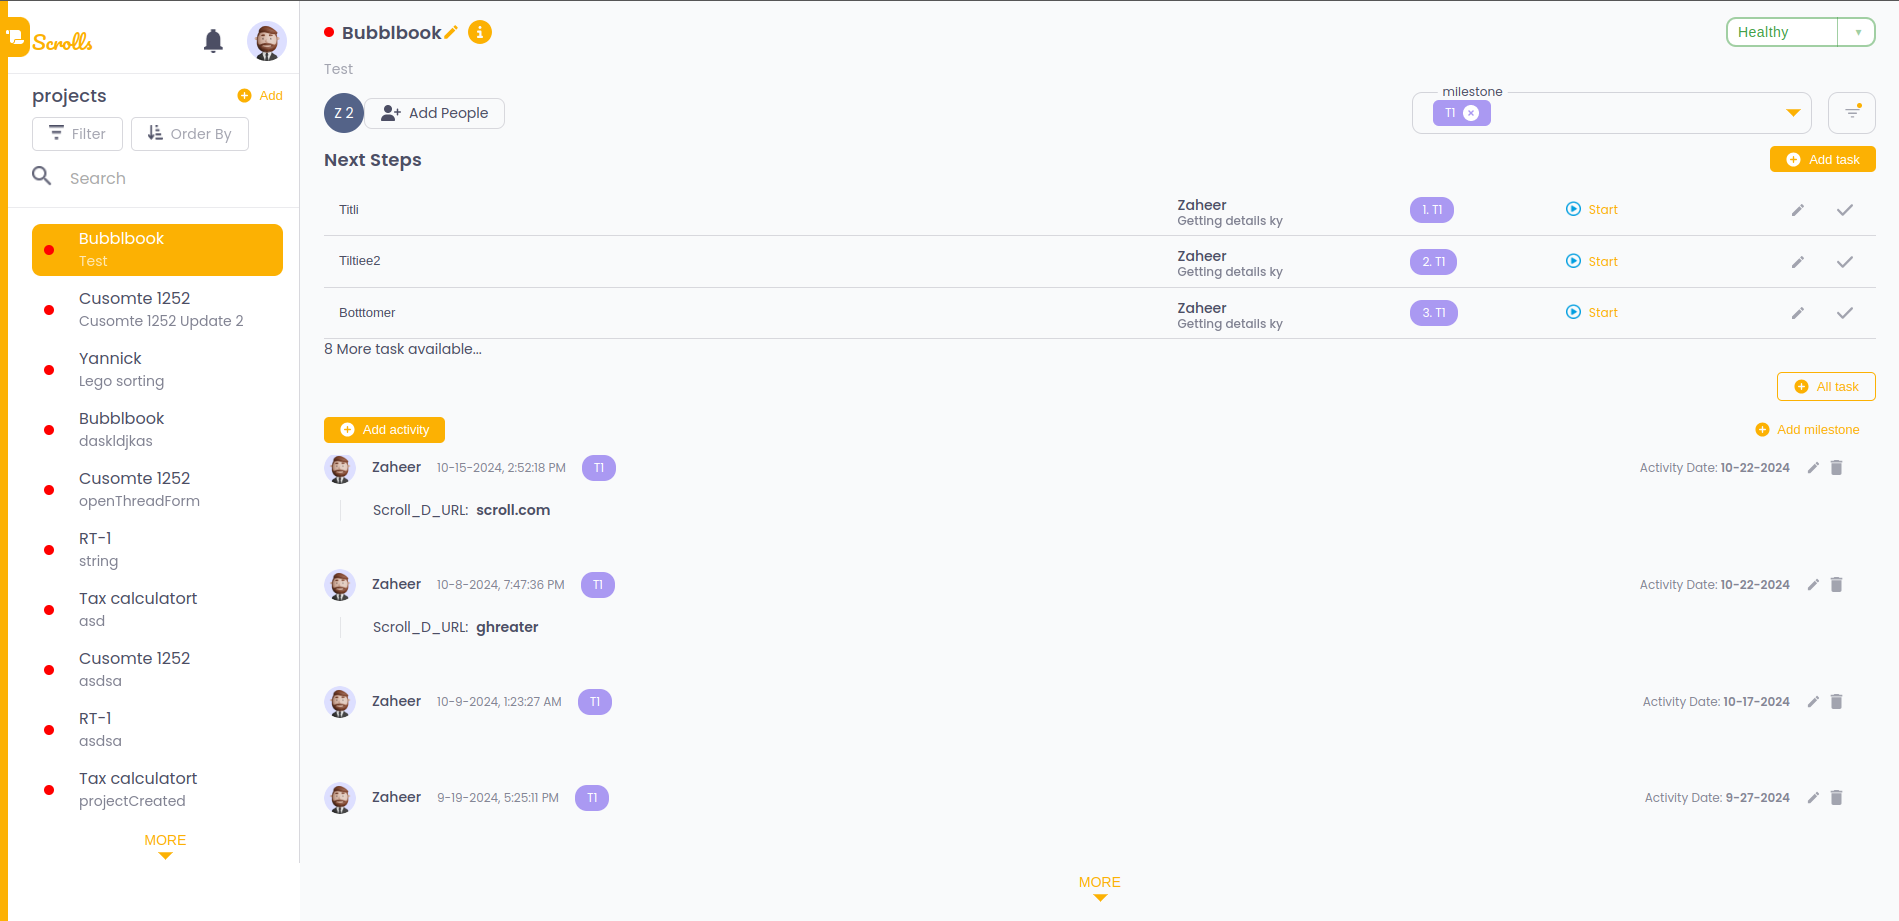 Scrolls
projects
Add
Filter
Order By
Search
Bubblbook
Test
Cusomte 1252
Cusomte 1252 Update 2
Yannick
Lego sorting
Bubblbook
daskldjkas
Cusomte 1252
openThreadForm
RT-1
string
Tax calculatort
asd
Cusomte 1252
asdsa
RT-1
asdsa
Tax calculatort
projectCreated
MORE
Bubblbook
Healthy
Test
Z 2 Add People
milestone
T1
Next Steps
Add task
Titli Zaheer 1. T1 Start
Getting details ky
Tiltiee2 Zaheer 2. T1 Start
Getting details ky
Botttomer Zaheer 3. T1 Start
Getting details ky
8 More task available...
All task
Add activity
Add milestone
Zaheer 10-15-2024, 2:52:18 PM T1 Activity Date: 10-22-2024
Scroll_D_URL: scroll.com
Zaheer 10-8-2024, 7:47:36 PM T1 Activity Date: 10-22-2024
Scroll_D_URL: ghreater
Zaheer 10-9-2024, 1:23:27 AM T1 Activity Date: 10-17-2024
Zaheer 9-19-2024, 5:25:11 PM T1 Activity Date: 9-27-2024
MORE